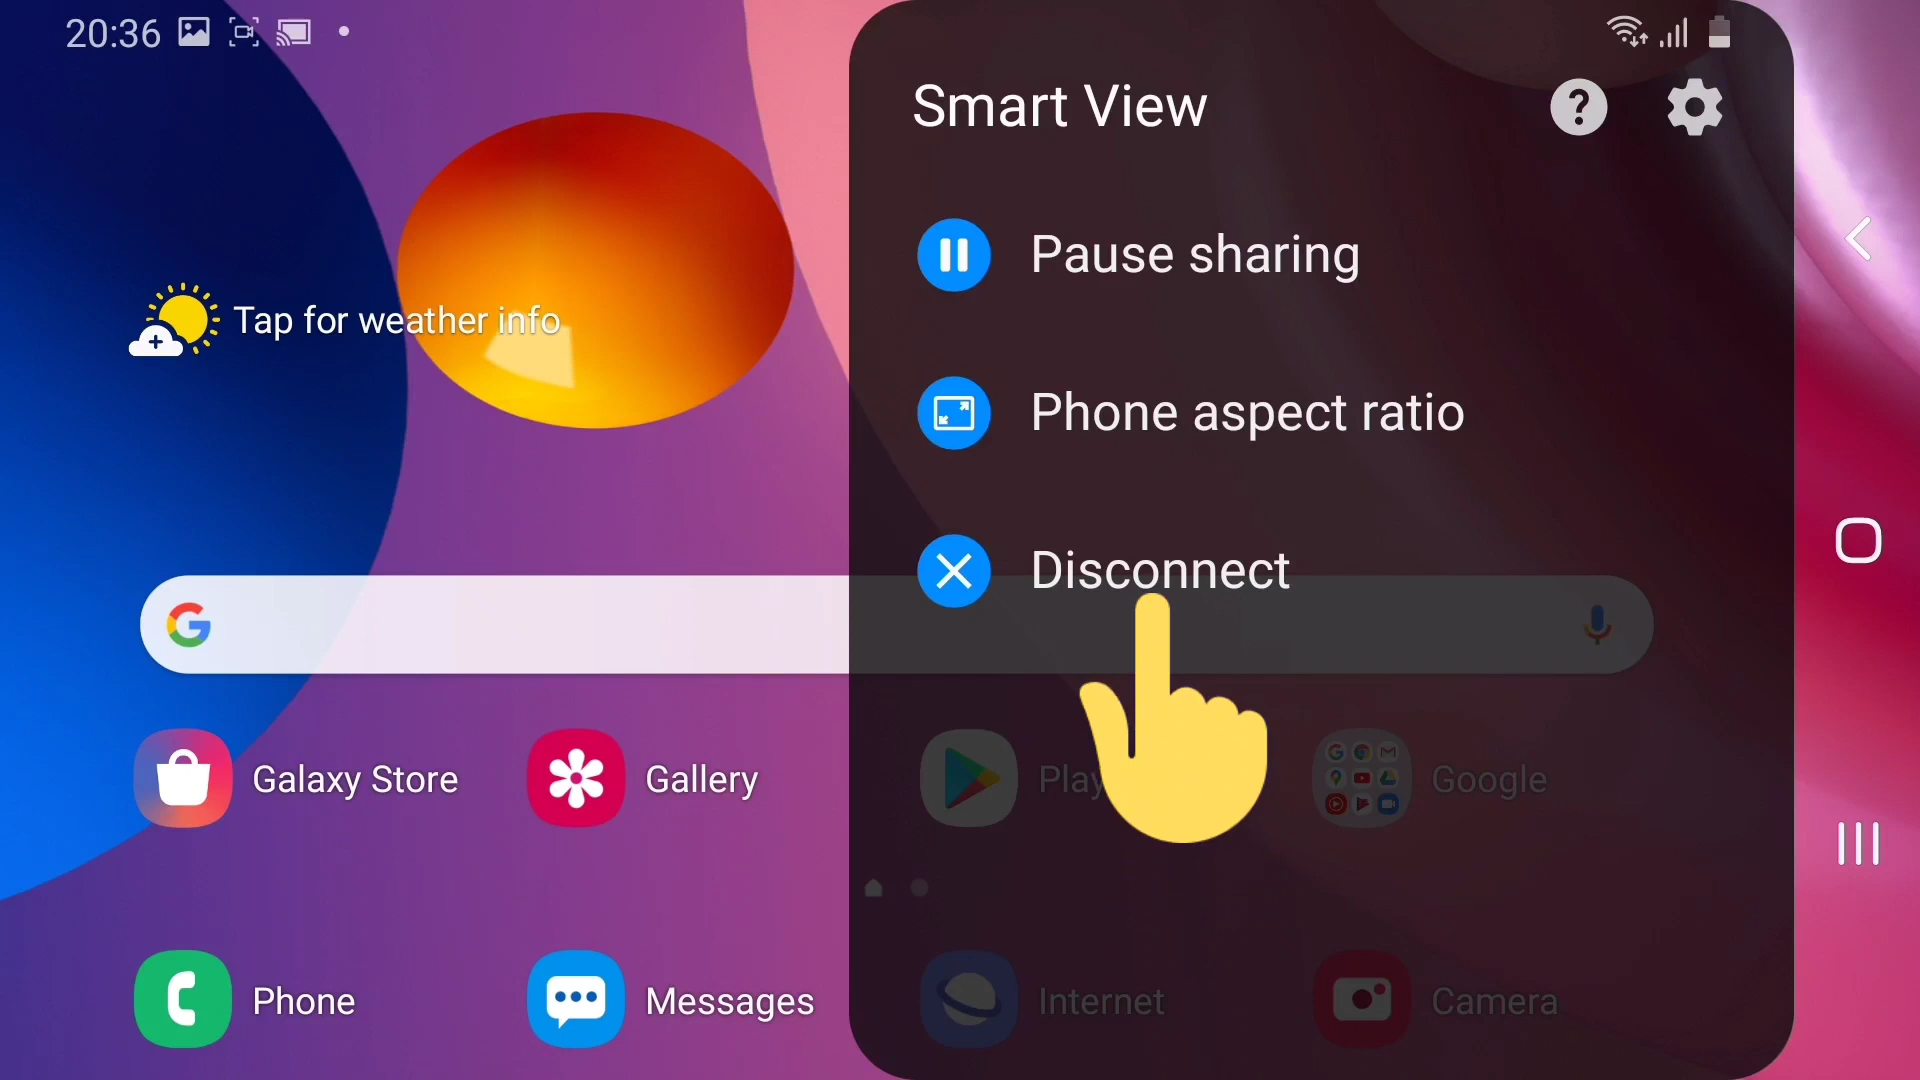 20:36
Smart View
Pause sharing
Tap for weather info
Phone aspect ratio
Disconnect
Galaxy Store
Gallery
Play
Google
Phone
Messages
Internet
Camera